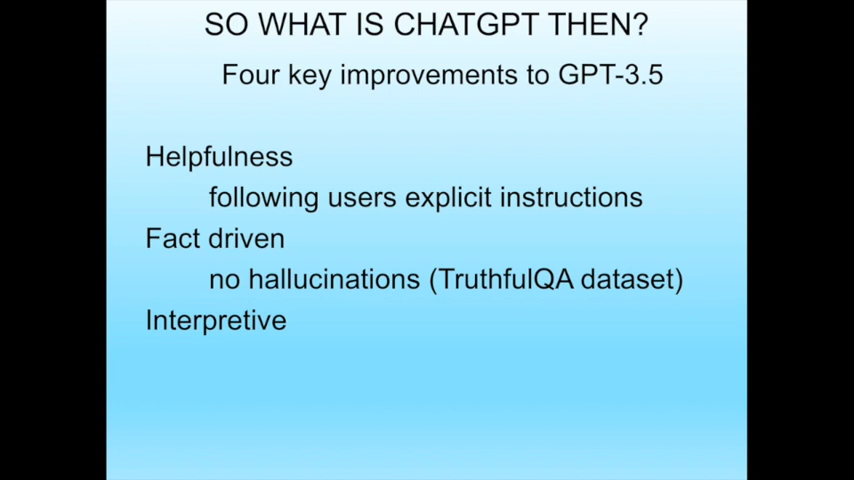 SO WHAT IS CHATGPT THEN?
Four key improvements to GPT-3.5
Helpfulness
following users explicit instructions
Fact driven
no hallucinations (TruthfulQA dataset)
Interpretive